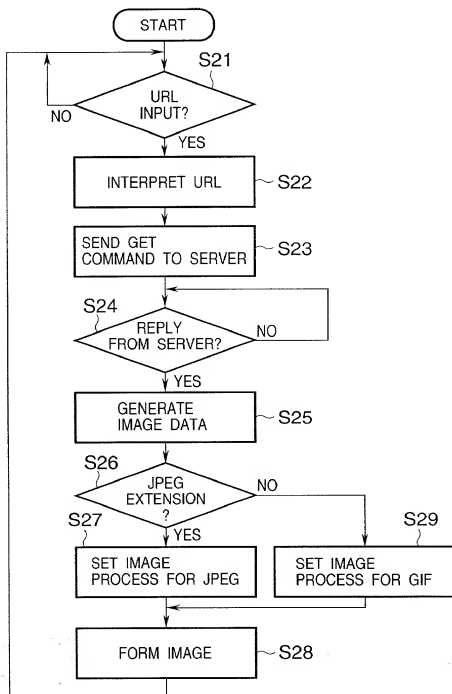 START
S21
URL
INPUT?
NO
YES
INTERPRET URL
S22
SEND GET
COMMAND TO SERVER
S23
S24
REPLY
FROM SERVER?
NO
YES
GENERATE
IMAGE DATA
S25
S26
JPEG
EXTENSION
?
NO
S27
YES
S29
SET IMAGE
PROCESS FOR JPEG
SET IMAGE
PROCESS FOR GIF
FORM IMAGE
S28